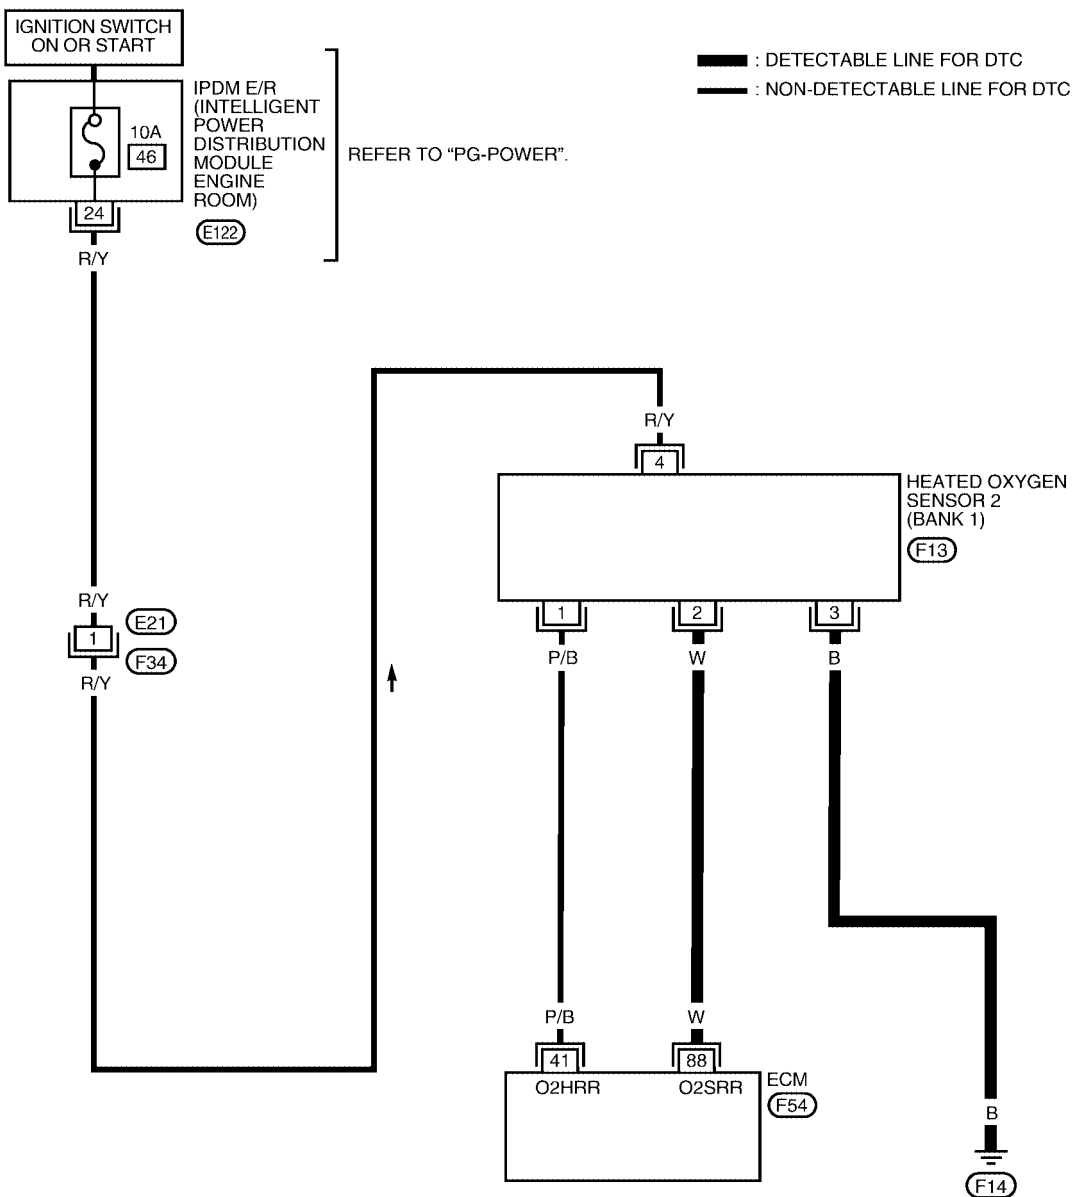 IGNITION SWITCH
ON OR START
IPDM E/R
(INTELLIGENT
POWER
DISTRIBUTION
MODULE
ENGINE
ROOM)
E122
10A
46
24
REFER TO “PG-POWER”.
: DETECTABLE LINE FOR DTC
: NON-DETECTABLE LINE FOR DTC
R/Y
R/Y
4
HEATED OXYGEN
SENSOR 2
(BANK 1)
F13
R/Y
1
E21
F34
R/Y
1
2
3
P/B
W
B
P/B
W
41
88
O2HRR
O2SRR
ECM
F54
B
F14